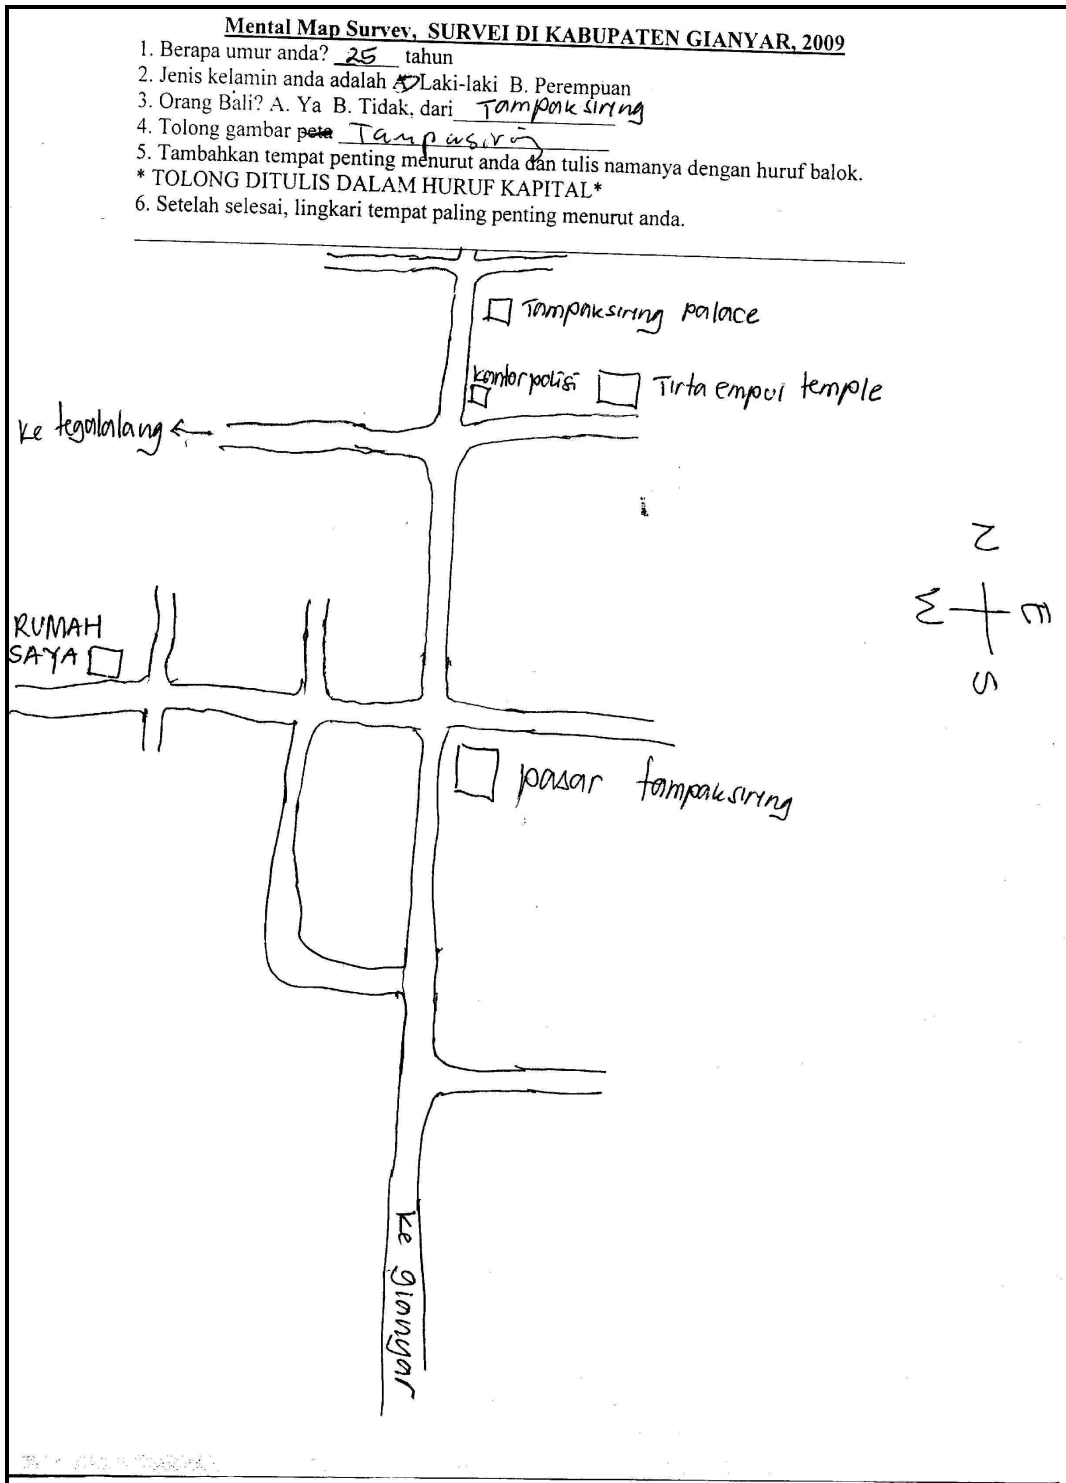 Mental Map Survey, SURVEI DI KABUPATEN GIANYAR, 2009
1. Berapa umur anda? 25 tahun
2. Jenis kelamin anda adalah A Laki-laki B. Perempuan
3. Orang Bali? A. Ya B. Tidak, dari Tampak siring
4. Tolong gambar peta Tampasiring
5. Tambahkan tempat penting menurut anda dan tulis namanya dengan huruf balok.
* TOLONG DITULIS DALAM HURUF KAPITAL*
6. Setelah selesai, lingkari tempat paling penting menurut anda.
Tampaksiring palace
kantor polisi
Tirta empul temple
ke tegalalang
N
W E
S
RUMAH
SAYA
pasar tampaksiring
ke gianyar